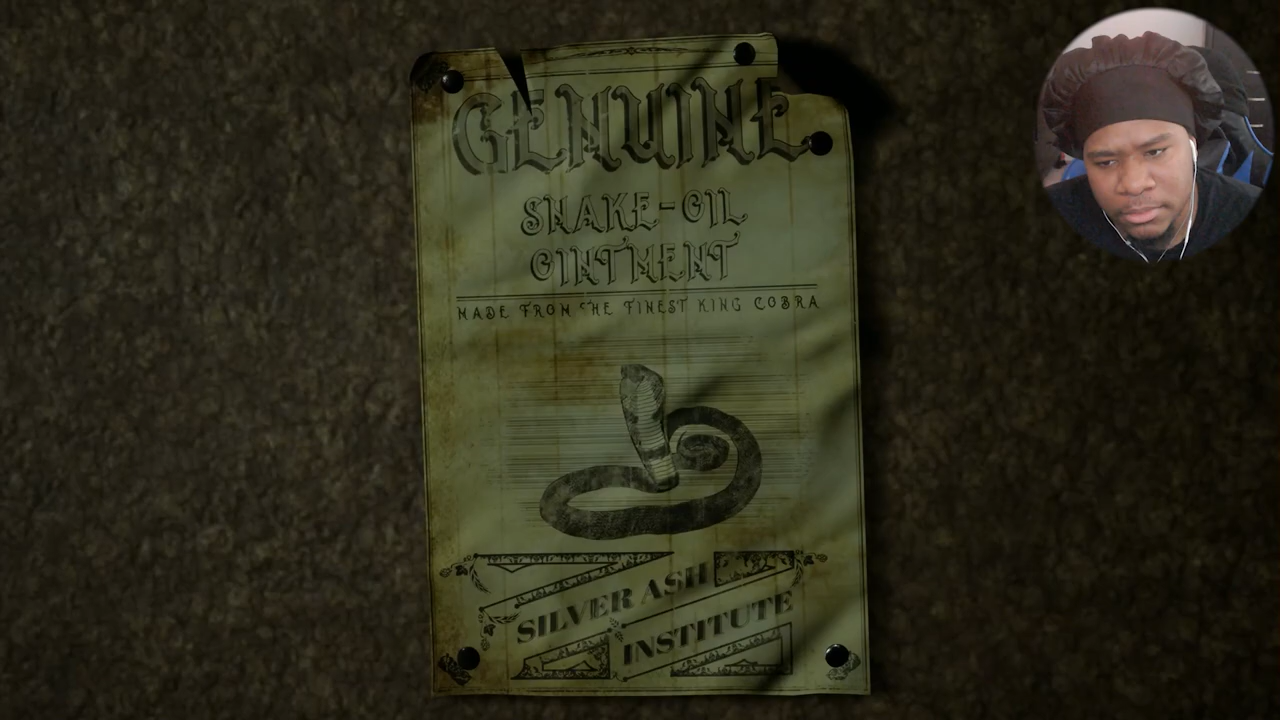 GENUINE
SNAKE-OIL
OINTMENT
MADE FROM THE FINEST KING COBRA
SILVER ASH
INSTITUTE